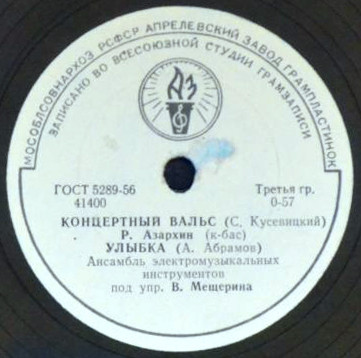 МОСОБЛСОВНАРХОЗ РСФСР АПРЕЛЕВСКИЙ ЗАВОД ГРАМПЛАСТИНОК
ЗАПИСАНО ВО ВСЕСОЮЗНОЙ СТУДИИ ГРАМЗАПИСИ
АЗ
ГОСТ 5289-56
41400
Третья гр.
0-57
КОНЦЕРТНЫЙ ВАЛЬС (С. Кусевицкий)
Р. Азархин (к-бас)
УЛЫБКА (А. Абрамов)
Ансамбль электромузыкальных
инструментов
под упр. В. Мещерина